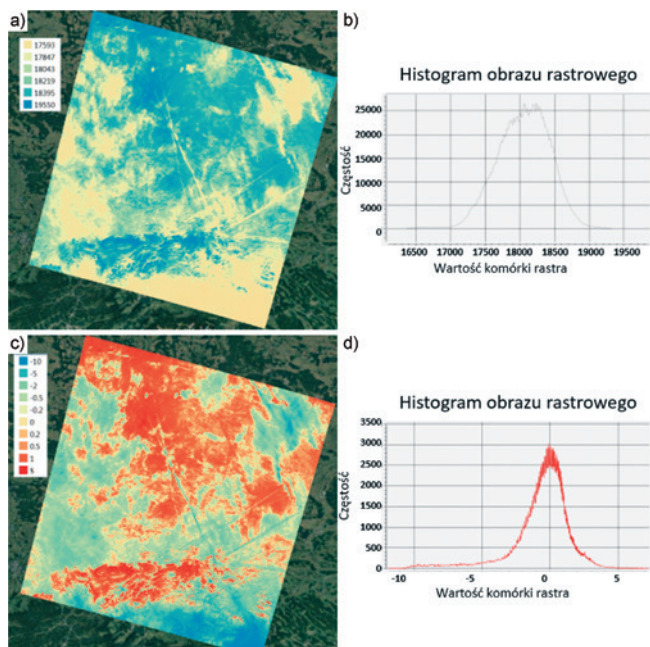 a)
17593
17847
18043
18219
18395
19550
b)
Histogram obrazu rastrowego
25000
20000
15000
10000
5000
0
Częstość
16500 17000 17500 18000 18500 19000 19500
Wartość komórki rastra
c)
-10
-5
-2
-0.5
-0.2
0
0.2
0.5
1
5
d)
Histogram obrazu rastrowego
3500
3000
2500
2000
1500
1000
500
0
Częstość
-10 -5 0 5
Wartość komórki rastra